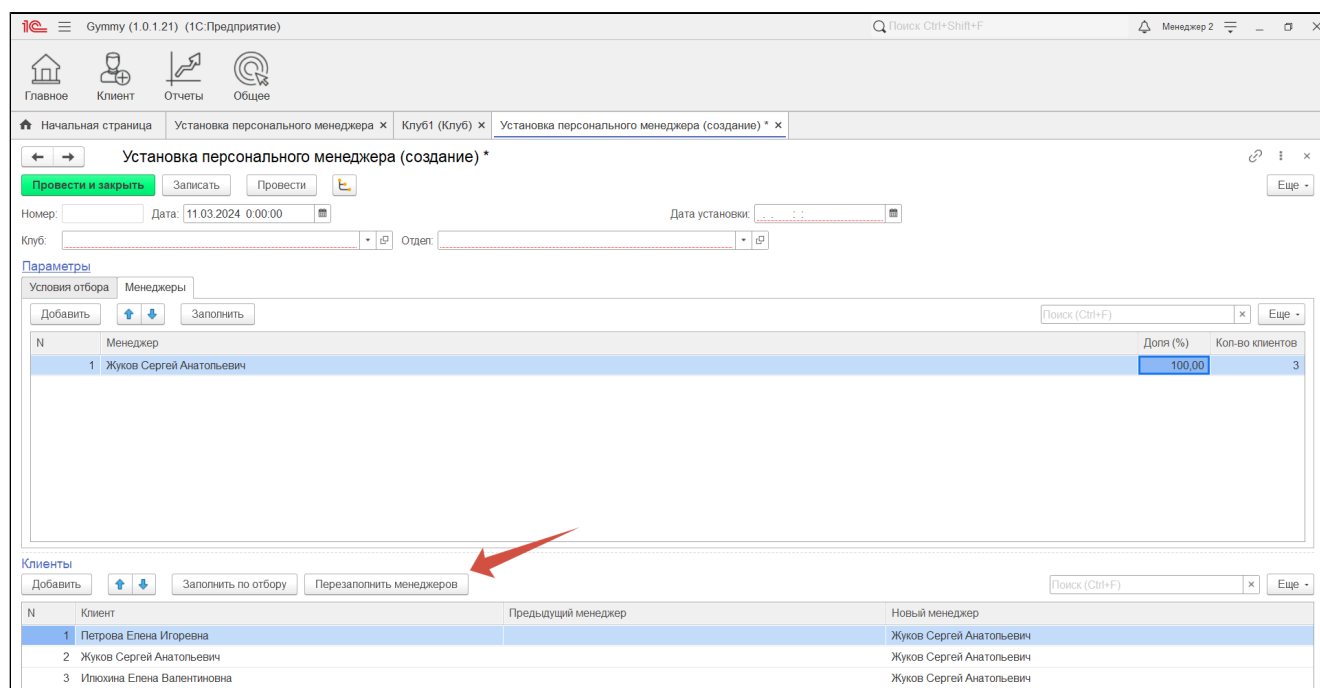 1С Gymmy (1.0.1.21) (1С:Предприятие) Поиск Ctrl+Shift+F Менеджер 2
Главное Клиент Отчеты Общее
Начальная страница Установка персонального менеджера × Клуб1 (Клуб) × Установка персонального менеджера (создание) * ×
Установка персонального менеджера (создание) *
Провести и закрыть Записать Провести Еще
Номер: Дата: 11.03.2024 0:00:00 Дата установки: . . : :
Клуб: Отдел:
Параметры
Условия отбора Менеджеры
Добавить Заполнить Поиск (Ctrl+F) × Еще
N Менеджер Доля (%) Кол-во клиентов
1 Жуков Сергей Анатольевич 100,00 3
Клиенты
Добавить Заполнить по отбору Перезаполнить менеджеров Поиск (Ctrl+F) × Еще
N Клиент Предыдущий менеджер Новый менеджер
1 Петрова Елена Игоревна Жуков Сергей Анатольевич
2 Жуков Сергей Анатольевич Жуков Сергей Анатольевич
3 Илюхина Елена Валентиновна Жуков Сергей Анатольевич